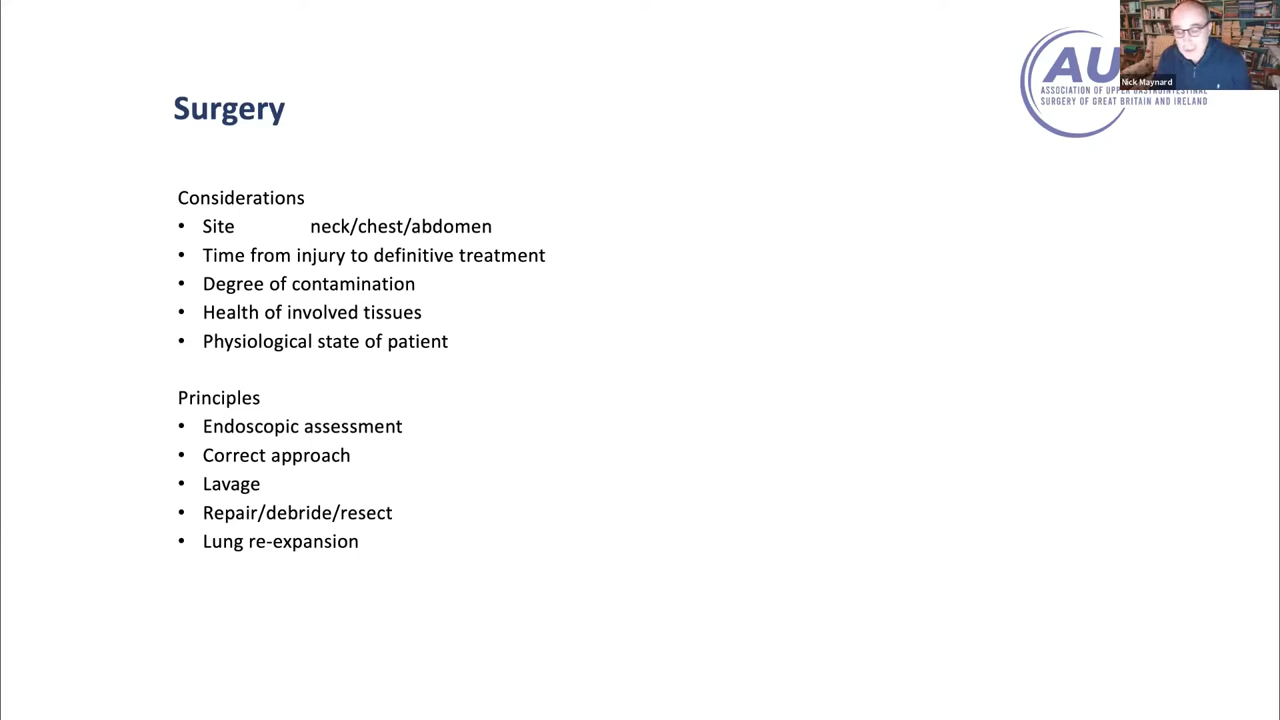 AU
Nick Maynard
ASSOCIATION OF UPPER GASTROINTESTINAL
SURGERY OF GREAT BRITAIN AND IRELAND
Surgery
Considerations
• Site neck/chest/abdomen
• Time from injury to definitive treatment
• Degree of contamination
• Health of involved tissues
• Physiological state of patient
Principles
• Endoscopic assessment
• Correct approach
• Lavage
• Repair/debride/resect
• Lung re-expansion